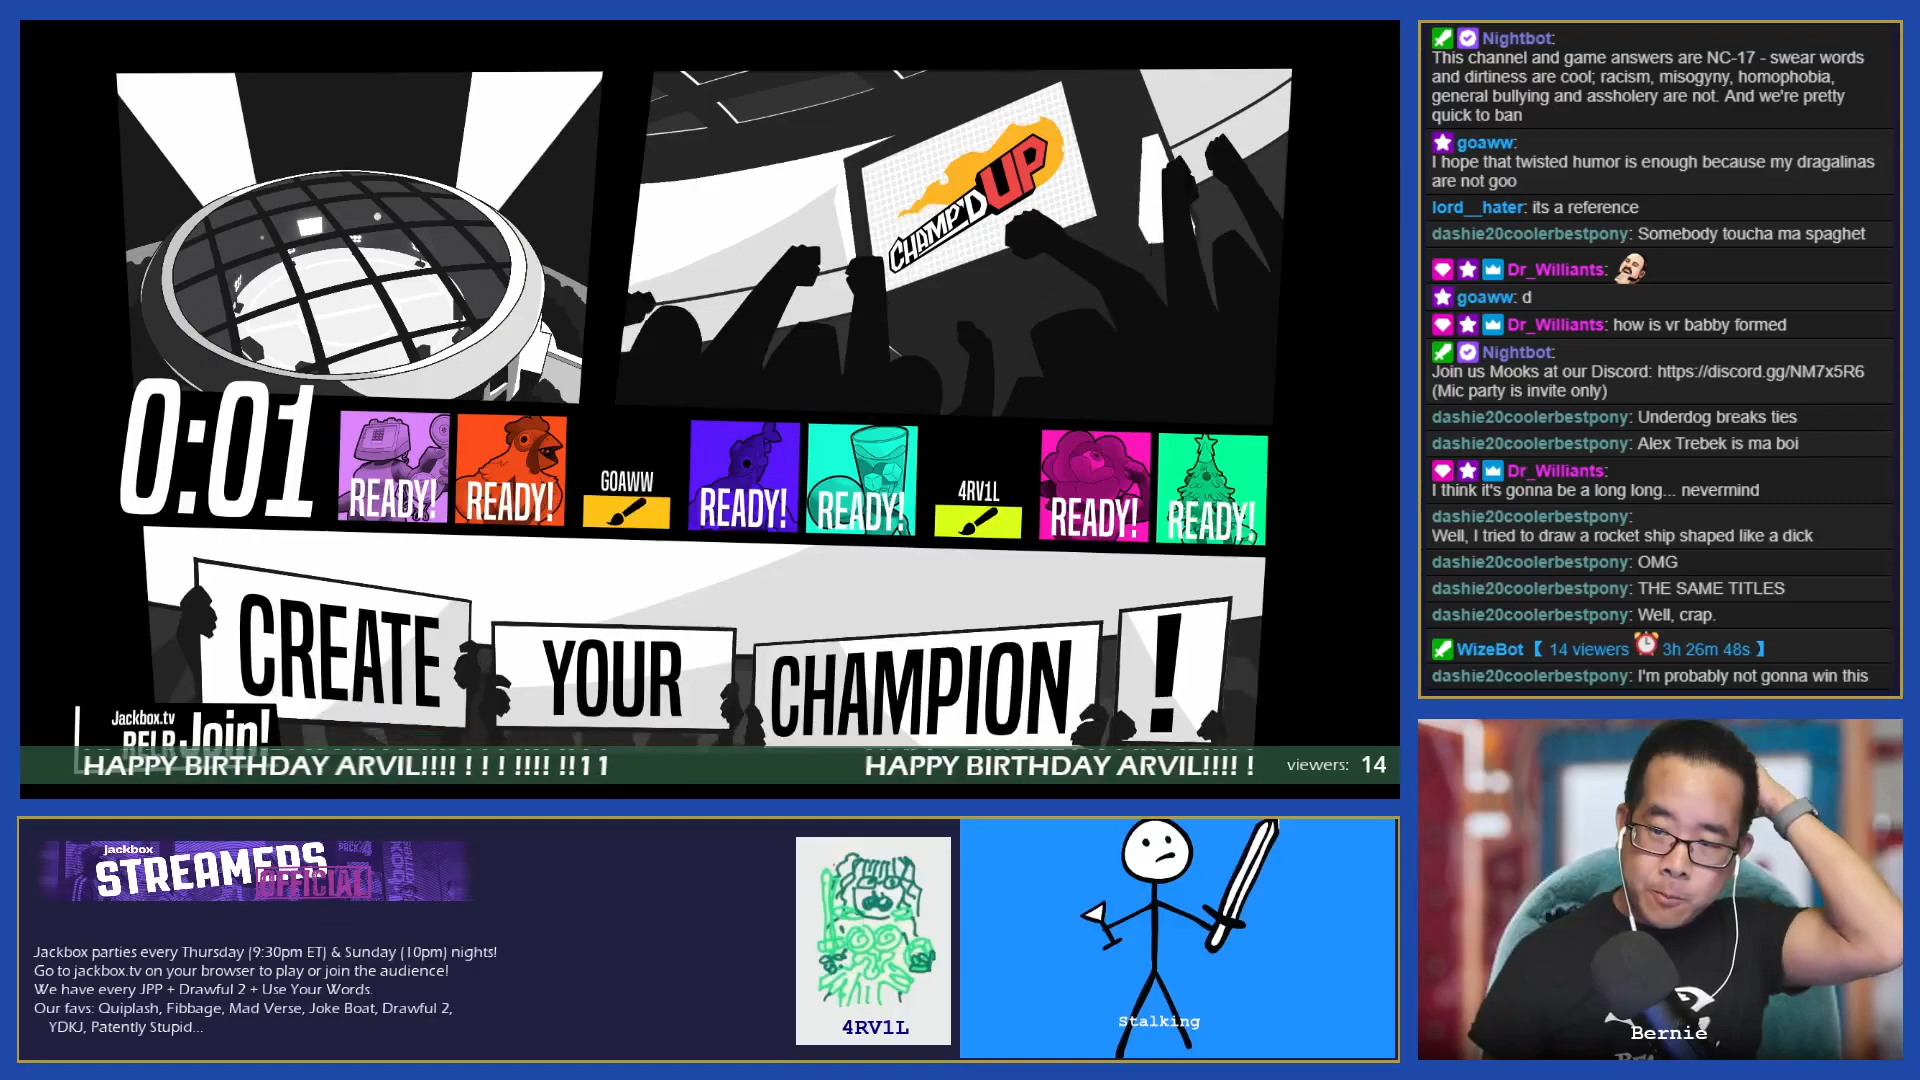 CHAMP'D UP
0:01
READY!
READY!
GOAWW
READY!
READY!
4RV1L
READY!
READY!
CREATE
YOUR
CHAMPION
!
Jackbox.tv
RELR
Join!
HAPPY BIRTHDAY ARVIL!!!! ! ! ! !!!! !!11
HAPPY BIRTHDAY ARVIL!!!! !
viewers: 14
jackbox
STREAMERS
OFFICIAL
Jackbox parties every Thursday (9:30pm ET) & Sunday (10pm) nights!
Go to jackbox.tv on your browser to play or join the audience!
We have every JPP + Drawful 2 + Use Your Words.
Our favs: Quiplash, Fibbage, Mad Verse, Joke Boat, Drawful 2,
YDKJ, Patently Stupid...
4RV1L
Stalking
Nightbot:
This channel and game answers are NC-17 - swear words
and dirtiness are cool; racism, misogyny, homophobia,
general bullying and assholery are not. And we're pretty
quick to ban
goaww:
I hope that twisted humor is enough because my dragalinas
are not goo
lord__hater: its a reference
dashie20coolerbestpony: Somebody toucha ma spaghet
Dr_Williants:
goaww: d
Dr_Williants: how is vr babby formed
Nightbot:
Join us Mooks at our Discord: https://discord.gg/NM7x5R6
(Mic party is invite only)
dashie20coolerbestpony: Underdog breaks ties
dashie20coolerbestpony: Alex Trebek is ma boi
Dr_Williants:
I think it's gonna be a long long... nevermind
dashie20coolerbestpony:
Well, I tried to draw a rocket ship shaped like a dick
dashie20coolerbestpony: OMG
dashie20coolerbestpony: THE SAME TITLES
dashie20coolerbestpony: Well, crap.
WizeBot 【 14 viewers 3h 26m 48s 】
dashie20coolerbestpony: I'm probably not gonna win this
Bernie